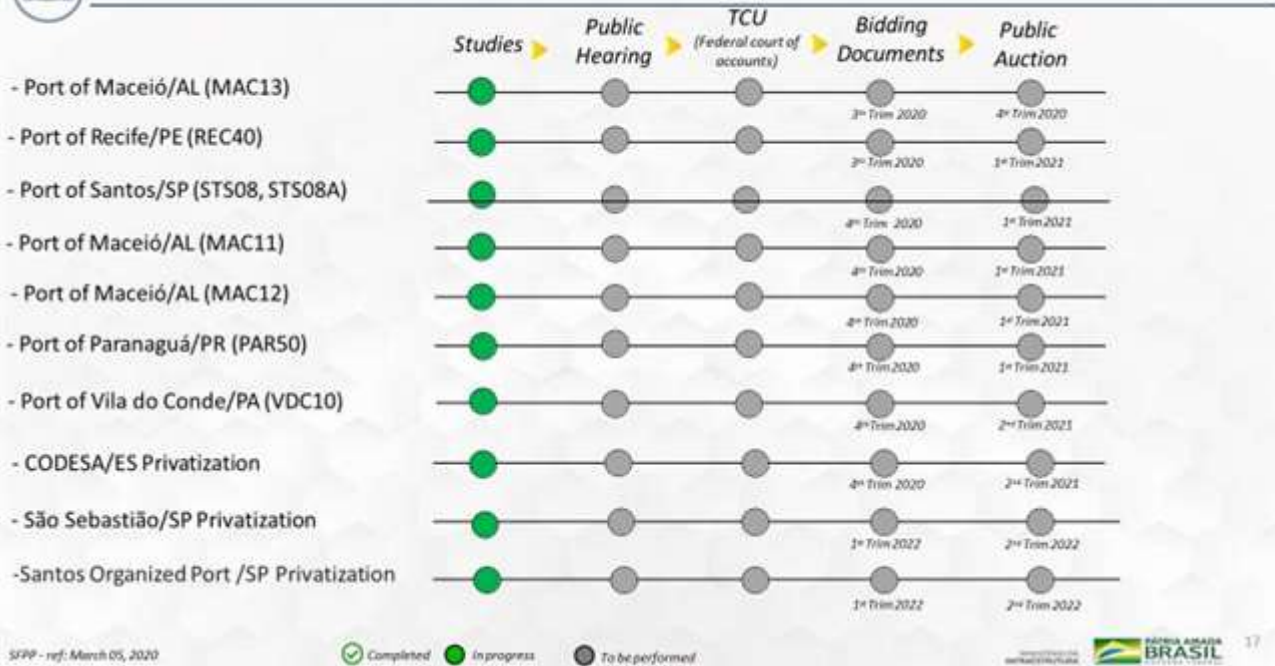 Studies
Public
Hearing
TCU
(Federal court of
accounts)
Bidding
Documents
Public
Auction
- Port of Maceió/AL (MAC13)
3rd Trim 2020
4th Trim 2020
- Port of Recife/PE (REC40)
3rd Trim 2020
1st Trim 2021
- Port of Santos/SP (STS08, STS08A)
4th Trim 2020
1st Trim 2021
- Port of Maceió/AL (MAC11)
4th Trim 2020
1st Trim 2021
- Port of Maceió/AL (MAC12)
4th Trim 2020
1st Trim 2021
- Port of Paranaguá/PR (PAR50)
4th Trim 2020
1st Trim 2021
- Port of Vila do Conde/PA (VDC10)
4th Trim 2020
2nd Trim 2021
- CODESA/ES Privatization
4th Trim 2020
2nd Trim 2021
- São Sebastião/SP Privatization
1st Trim 2022
2nd Trim 2022
-Santos Organized Port /SP Privatization
1st Trim 2022
2nd Trim 2022
SFPP - ref: March 05, 2020
Completed
In progress
To be performed
INFRAESTRUTURA
PÁTRIA AMADA
BRASIL
17